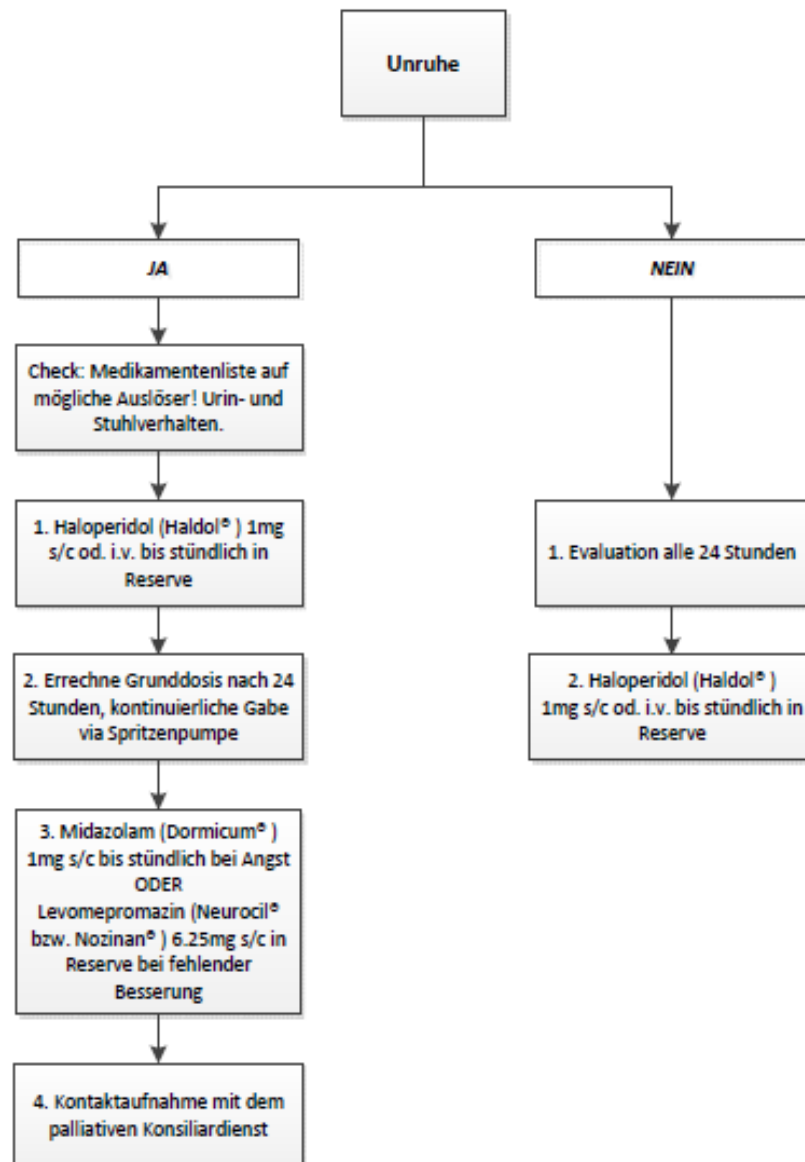 Unruhe
JA
NEIN
Check: Medikamentenliste auf
mögliche Auslöser! Urin- und
Stuhlverhalten.
1. Haloperidol (Haldol® ) 1mg
s/c od. i.v. bis stündlich in
Reserve
1. Evaluation alle 24 Stunden
2. Errechne Grunddosis nach 24
Stunden, kontinuierliche Gabe
via Spritzenpumpe
2. Haloperidol (Haldol® )
1mg s/c od. i.v. bis stündlich in
Reserve
3. Midazolam (Dormicum® )
1mg s/c bis stündlich bei Angst
ODER
Levomepromazin (Neurocil®
bzw. Nozinan® ) 6.25mg s/c in
Reserve bei fehlender
Besserung
4. Kontaktaufnahme mit dem
palliativen Konsiliardienst